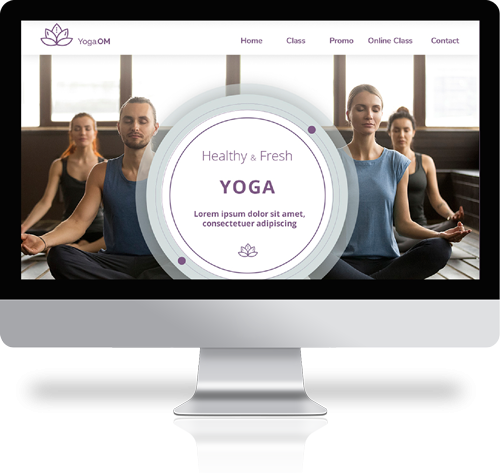 YogaOM
Home Class Promo Online Class Contact
Healthy & Fresh
YOGA
Lorem ipsum dolor sit amet,
consectetuer adipiscing